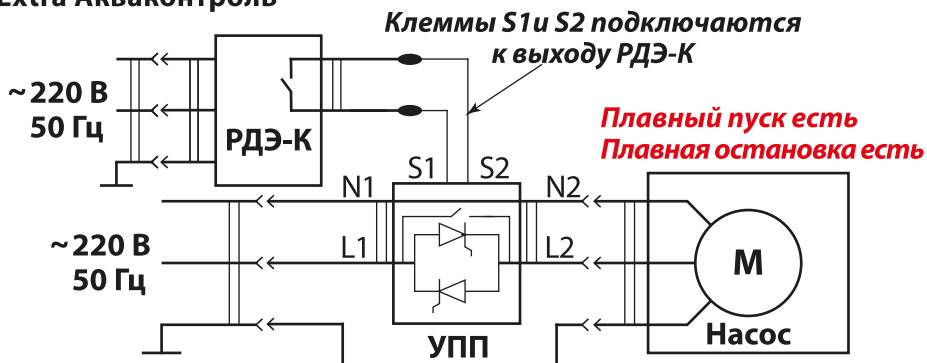 Extra Акваконтроль
Клеммы S1и S2 подключаются
к выходу РДЭ-К
~220 В
50 Гц
РДЭ-К
Плавный пуск есть
Плавная остановка есть
S1 S2
N1 N2
L1 L2
~220 В
50 Гц
М
Насос
УПП